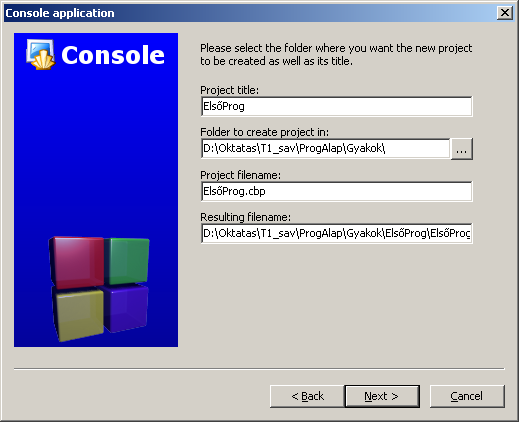 Console application
Console
Please select the folder where you want the new project
to be created as well as its title.
Project title:
ElsőProg
Folder to create project in:
D:\Oktatas\T1_sav\ProgAlap\Gyakok\
...
Project filename:
ElsőProg.cbp
Resulting filename:
D:\Oktatas\T1_sav\ProgAlap\Gyakok\ElsőProg\ElsőProg
< Back
Next >
Cancel